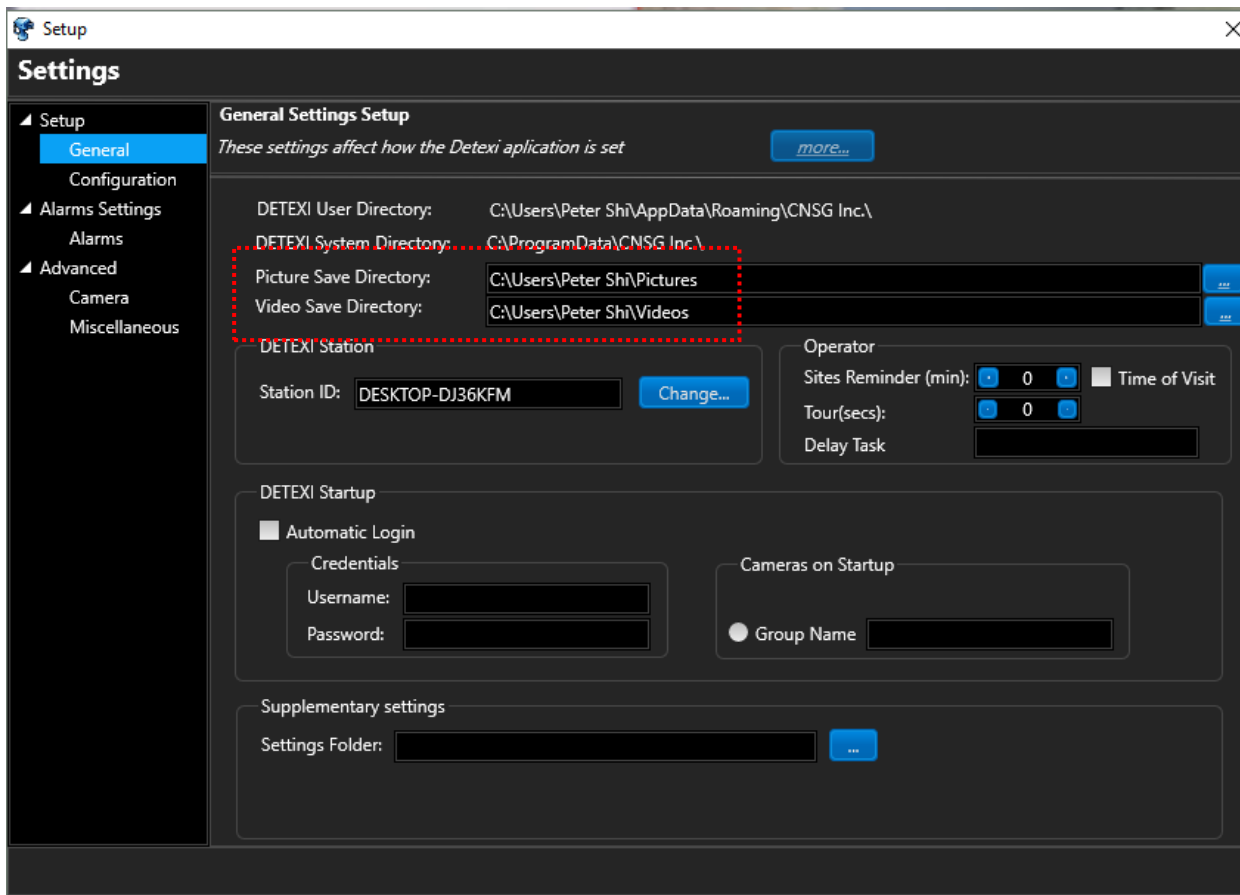 Setup
Settings
Setup
General
Configuration
Alarms Settings
Alarms
Advanced
Camera
Miscellaneous
General Settings Setup
These settings affect how the Detexi aplication is set
more...
DETEXI User Directory: C:\Users\Peter Shi\AppData\Roaming\CNSG Inc.\
DETEXI System Directory: C:\ProgramData\CNSG Inc.\
Picture Save Directory: C:\Users\Peter Shi\Pictures ...
Video Save Directory: C:\Users\Peter Shi\Videos ...
DETEXI Station
Station ID: DESKTOP-DJ36KFM Change...
Operator
Sites Reminder (min): 0 Time of Visit
Tour(secs): 0
Delay Task
DETEXI Startup
Automatic Login
Credentials
Username:
Password:
Cameras on Startup
Group Name
Supplementary settings
Settings Folder: ...